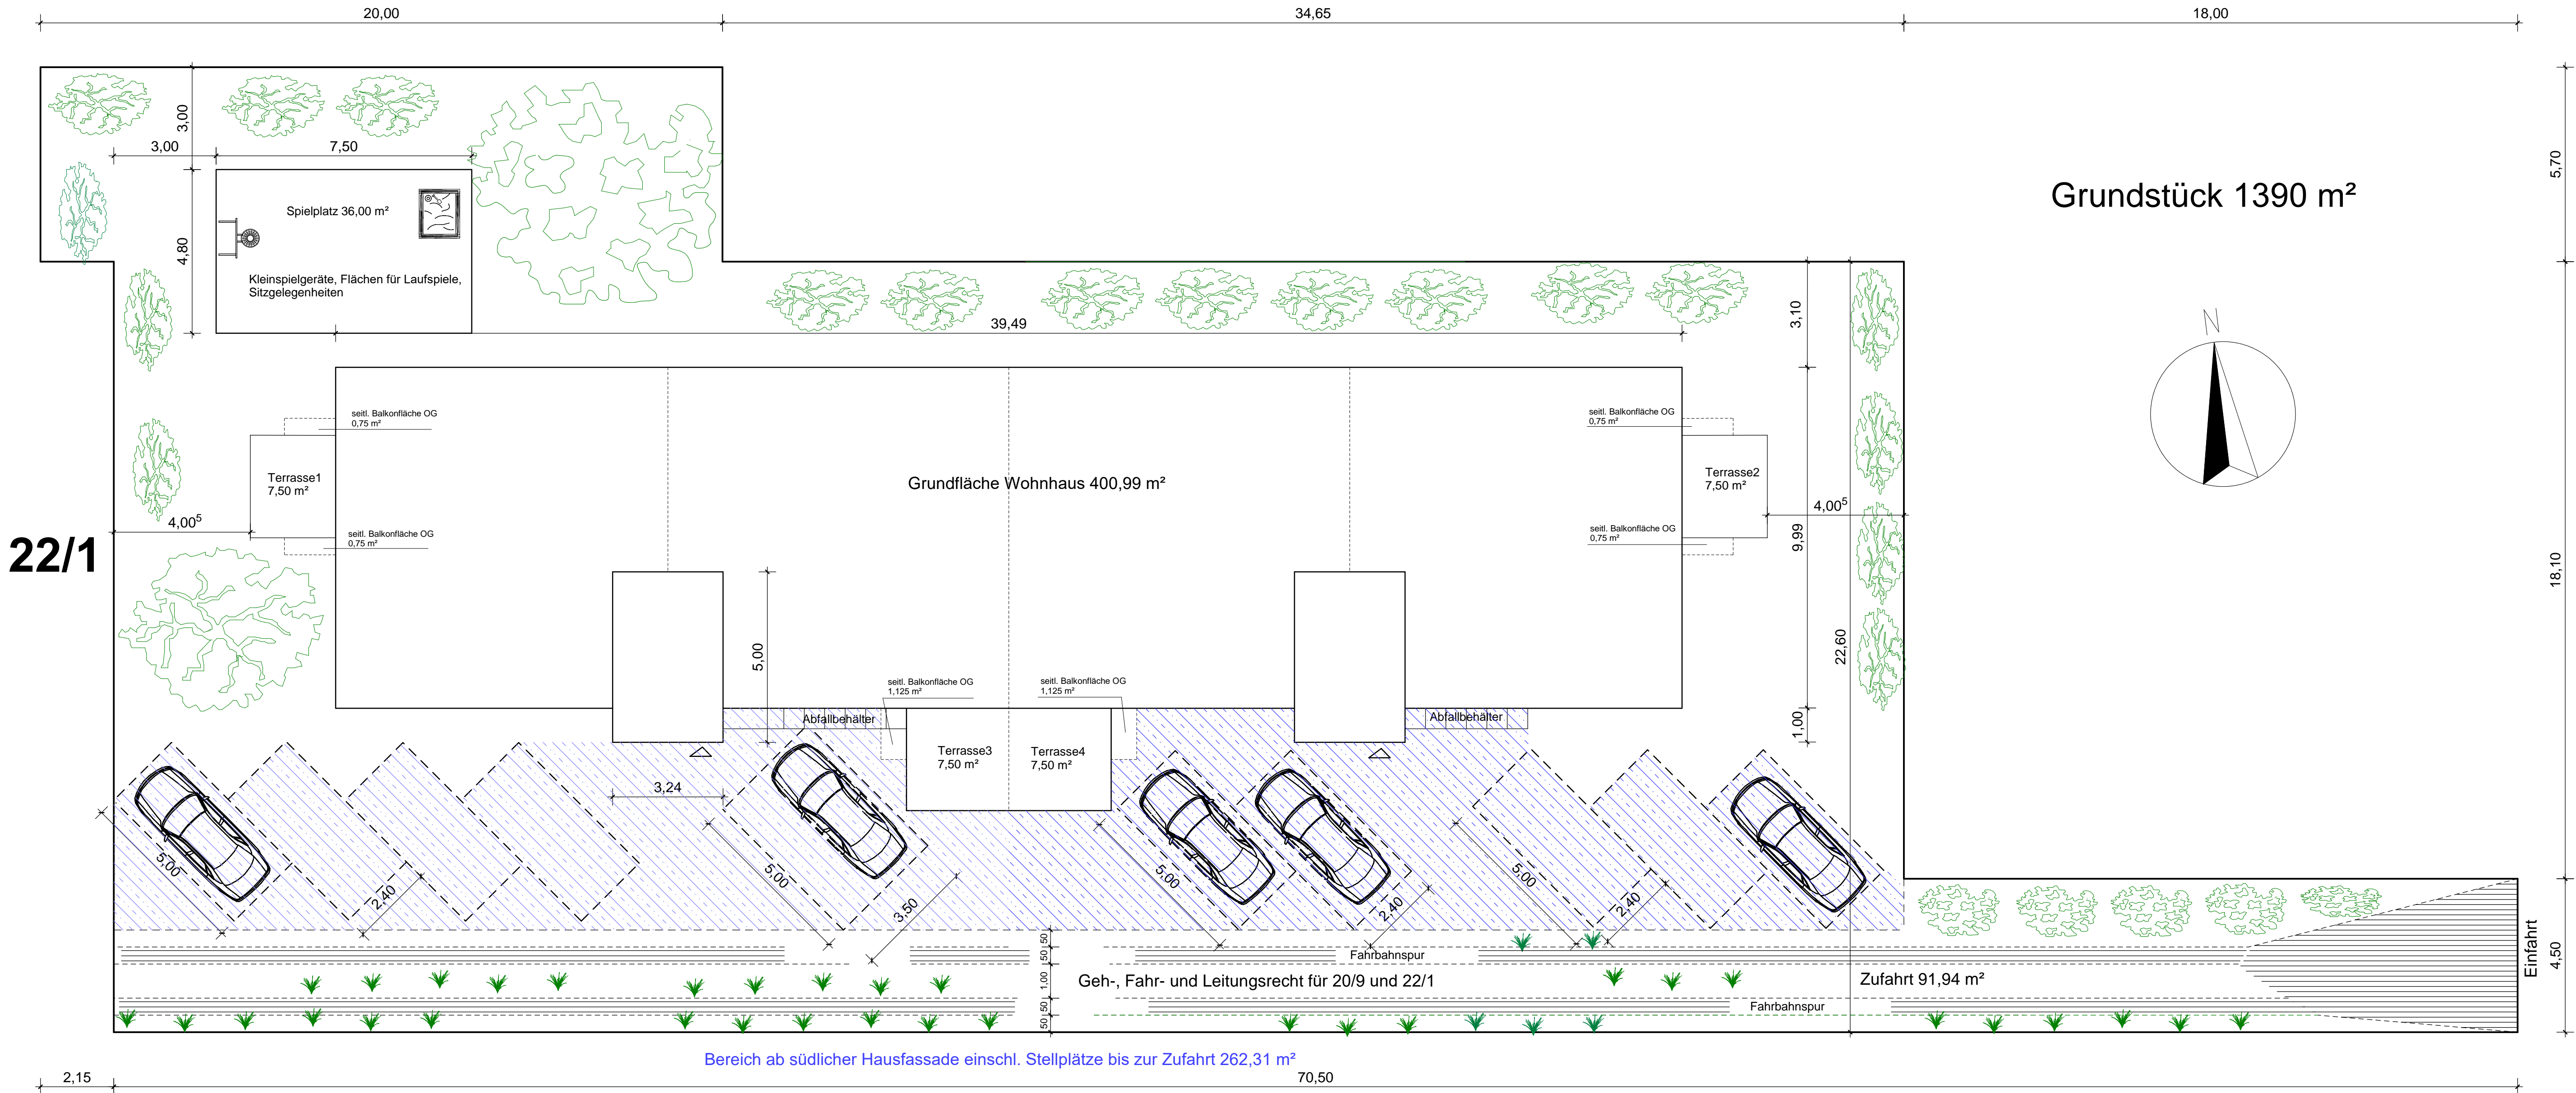 20,00
34,65
18,00
3,00
3,00
7,50
5,70
Grundstück 1390 m²
Spielplatz 36,00 m²
4,80
Kleinspielgeräte, Flächen für Laufspiele,
Sitzgelegenheiten
39,49
3,10
N
seitl. Balkonfläche OG
0,75 m²
seitl. Balkonfläche OG
0,75 m²
Terrasse1
7,50 m²
Grundfläche Wohnhaus 400,99 m²
Terrasse2
7,50 m²
4,00⁵
4,00⁵
22/1
seitl. Balkonfläche OG
0,75 m²
seitl. Balkonfläche OG
0,75 m²
9,99
18,10
5,00
22,60
seitl. Balkonfläche OG
1,125 m²
seitl. Balkonfläche OG
1,125 m²
Abfallbehälter
Abfallbehälter
1,00
Terrasse3
7,50 m²
Terrasse4
7,50 m²
3,24
5,00
2,40
5,00
3,50
5,00
2,40
5,00
2,40
50
50
1,00
50
50
Fahrbahnspur
Geh-, Fahr- und Leitungsrecht für 20/9 und 22/1
Zufahrt 91,94 m²
Fahrbahnspur
Einfahrt
4,50
Bereich ab südlicher Hausfassade einschl. Stellplätze bis zur Zufahrt 262,31 m²
2,15
70,50